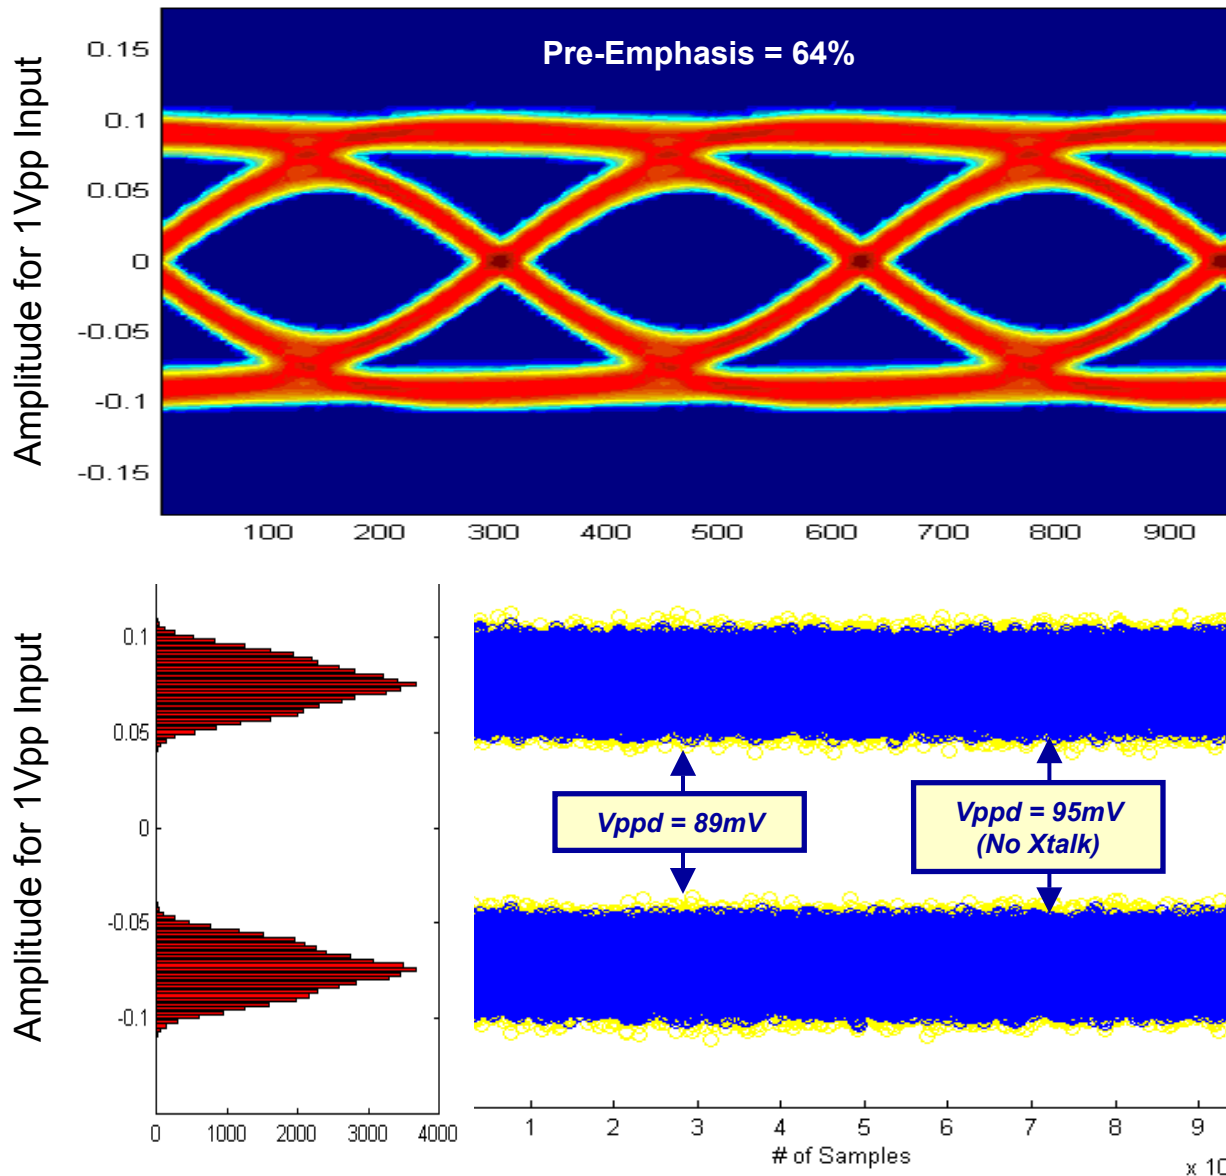 Amplitude for 1Vpp Input
Pre-Emphasis = 64%
0.15
0.1
0.05
0
-0.05
-0.1
-0.15
100 200 300 400 500 600 700 800 900
Amplitude for 1Vpp Input
0.1
0.05
0
-0.05
-0.1
0 1000 2000 3000 4000
Vppd = 89mV
Vppd = 95mV
(No Xtalk)
1 2 3 4 5 6 7 8 9
# of Samples
x 10